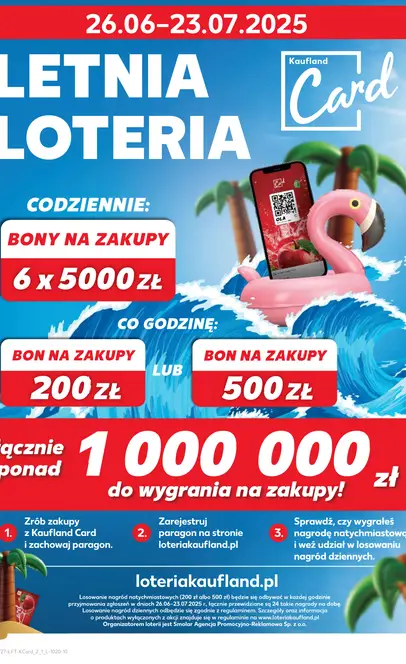 26.06–23.07.2025
LETNIA
LOTERIA
Kaufland
Card
CODZIENNIE:
BONY NA ZAKUPY
6 x 5000 ZŁ
CO GODZINĘ:
BON NA ZAKUPY
200 ZŁ
LUB
BON NA ZAKUPY
500 ZŁ
ącznie
ponad
1 000 000 zł
do wygrania na zakupy!
1.
Zrób zakupy
z Kaufland Card
i zachowaj paragon.
2.
Zarejestruj
paragon na stronie
loteriakaufland.pl
3.
Sprawdź, czy wygrałeś
nagrodę natychmiastową
i weź udział w losowaniu
nagród dziennych.
loteriakaufland.pl
Losowanie nagród natychmiastowych (200 zł albo 500 zł) będzie się odbywać w każdej godzinie
przyjmowania zgłoszeń w dniach 26.06-23.07.2025 r., łącznie przewidziane są 24 takie nagrody na dobę.
Losowanie nagród dziennych odbędzie się zgodnie z regulaminem. Szczegóły oraz informacja
o produktach wyłączonych z akcji znajduje się w regulaminie na www.loteriakaufland.pl
Organizatorem loterii jest Smolar Agencja Promocyjno-Reklamowa Sp. z o.o.